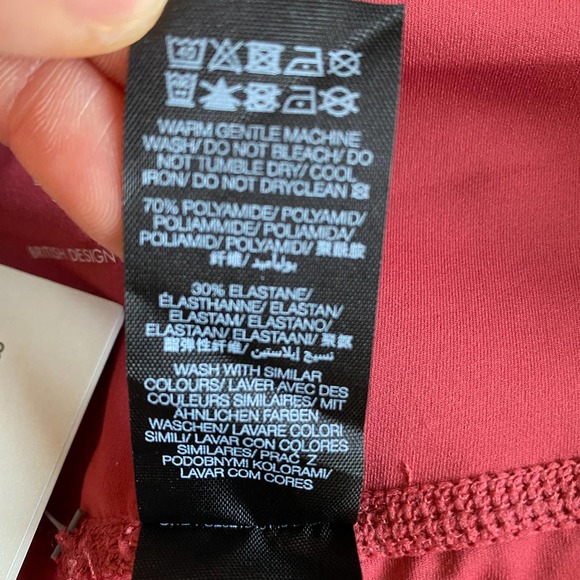 WARM GENTLE MACHINE
WASH/ DO NOT BLEACH/ DO
NOT TUMBLE DRY/ COOL
IRON/ DO NOT DRYCLEAN
70% POLYAMIDE/ POLYAMID/
POLIAMMIDE/ POLIAMIDA/
POLIAMID/ POLYAMID/ 聚酰胺
纤维/ بولياميد
30% ELASTANE/
ÉLASTHANNE/ ELASTAN/
ELASTAM/ ELASTANO/
ELASTAAN/ ELASTAANI/ 聚氨
酯弹性纤维/ نسيج إيلاستين
WASH WITH SIMILAR
COLOURS/ LAVER AVEC DES
COULEURS SIMILAIRES/ MIT
ÄHNLICHEN FARBEN
WASCHEN/ LAVARE COLORI
SIMILI/ LAVAR CON COLORES
SIMILARES/ PRAC Z
PODOBNYMI KOLORAMI/
LAVAR COM CORES
BRITISH DESIGN